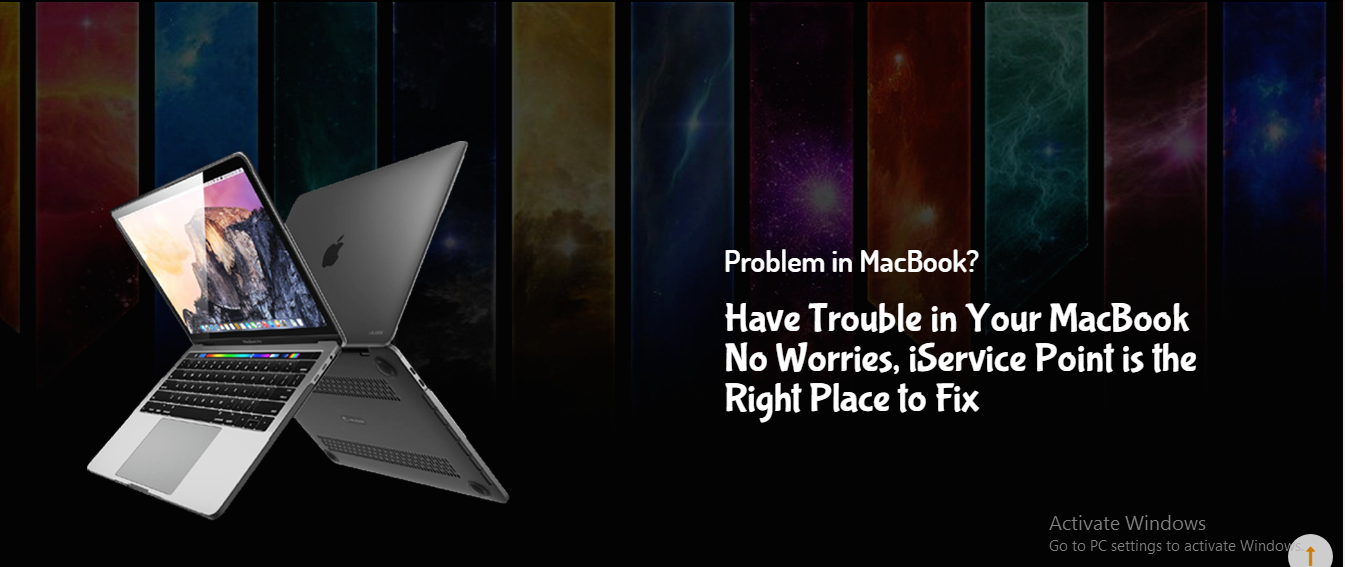 Problem in MacBook?
Have Trouble in Your MacBook
No Worries, iService Point is the
Right Place to Fix
Activate Windows
Go to PC settings to activate Windows.